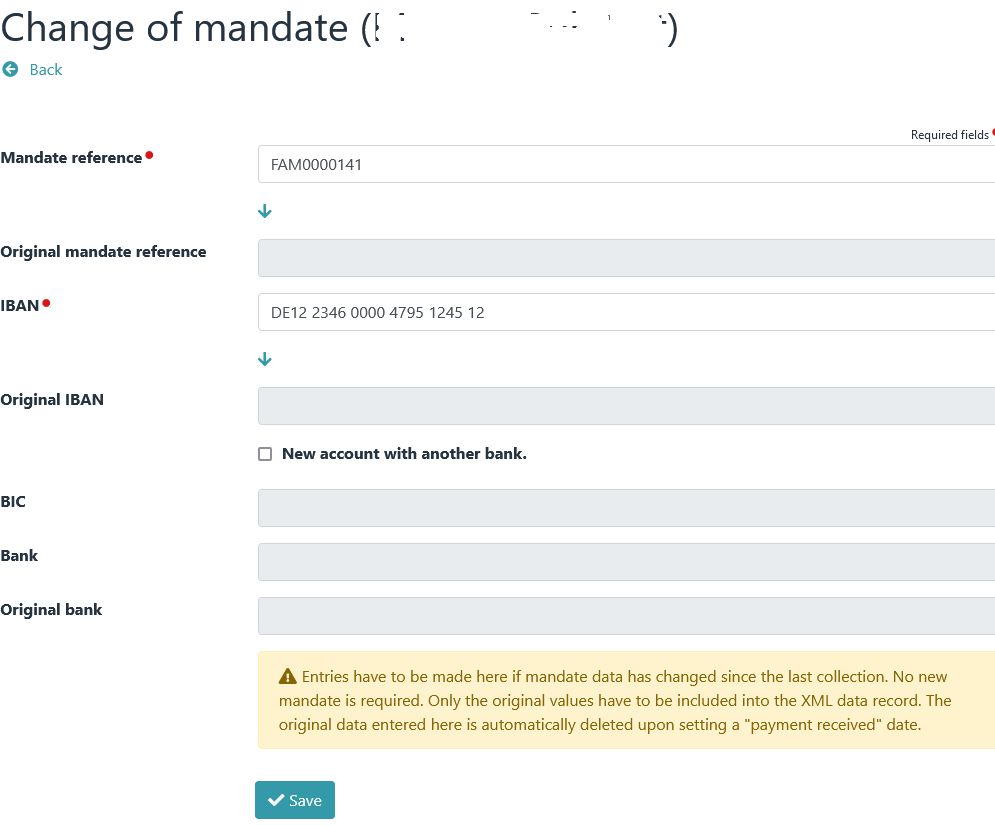 Change of mandate (
)
Back
Required fields
Mandate reference
FAM0000141
Original mandate reference
IBAN
DE12 2346 0000 4795 1245 12
Original IBAN
New account with another bank.
BIC
Bank
Original bank
Entries have to be made here if mandate data has changed since the last collection. No new
mandate is required. Only the original values have to be included into the XML data record. The
original data entered here is automatically deleted upon setting a "payment received" date.
Save